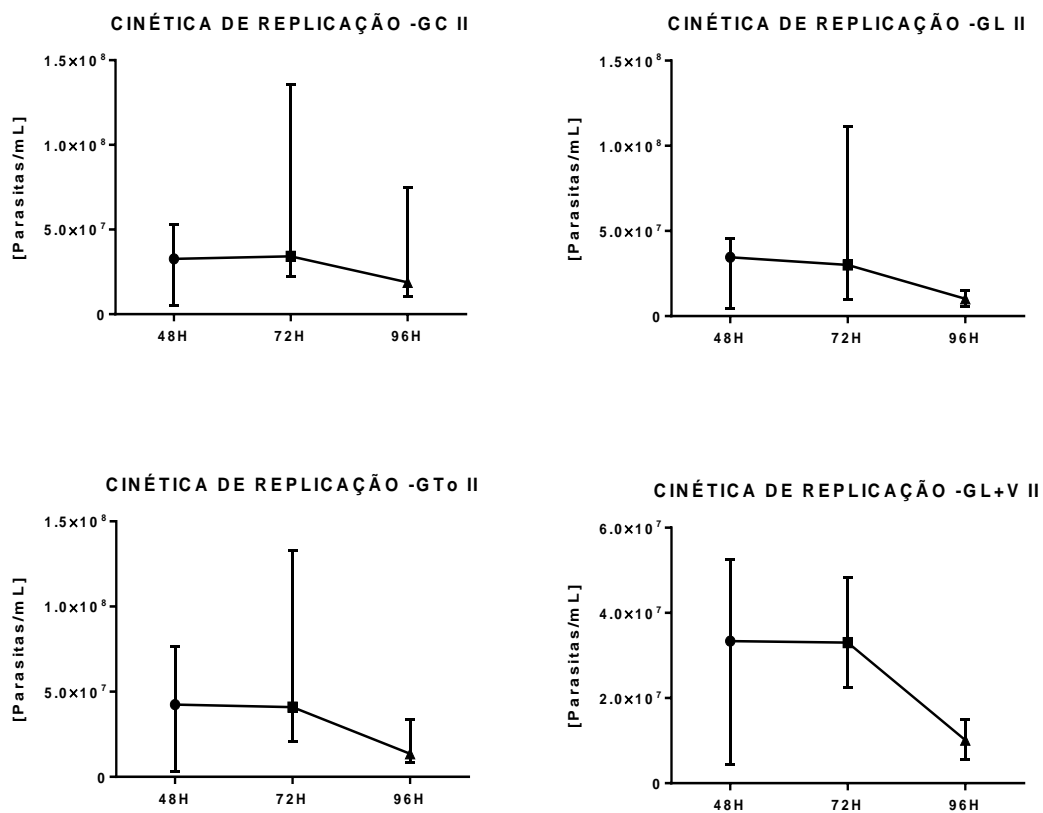 CINÉTICA DE REPLICAÇÃO -GC II
[Parasitas/mL]
1.5×10⁸
1.0×10⁸
5.0×10⁷
0
48H 72H 96H
CINÉTICA DE REPLICAÇÃO -GL II
[Parasitas/mL]
1.5×10⁸
1.0×10⁸
5.0×10⁷
0
48H 72H 96H
CINÉTICA DE REPLICAÇÃO -GTo II
[Parasitas/mL]
1.5×10⁸
1.0×10⁸
5.0×10⁷
0
48H 72H 96H
CINÉTICA DE REPLICAÇÃO -GL+V II
[Parasitas/mL]
6.0×10⁷
4.0×10⁷
2.0×10⁷
0
48H 72H 96H